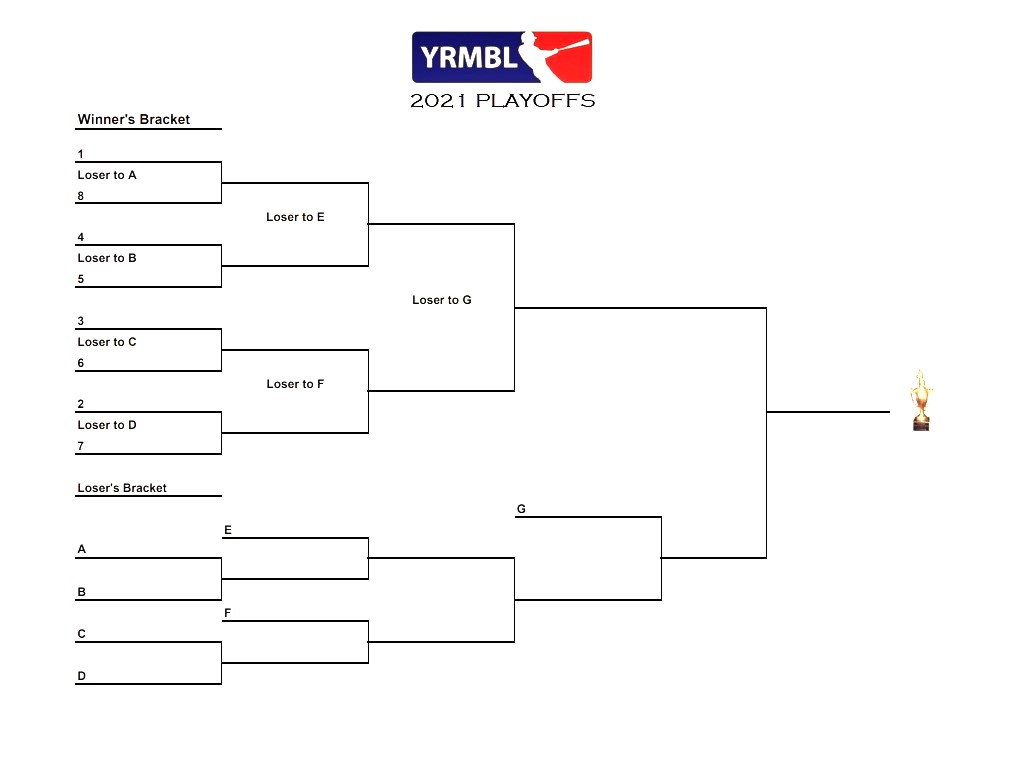 YRMBL
2021 PLAYOFFS
Winner's Bracket
1
Loser to A
8
Loser to E
4
Loser to B
5
Loser to G
3
Loser to C
6
Loser to F
2
Loser to D
7
Loser's Bracket
G
E
A
B
F
C
D